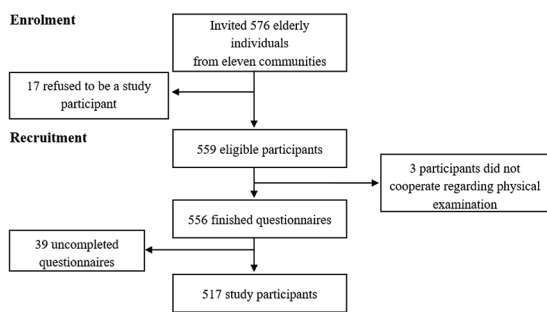 Enrolment
Invited 576 elderly
individuals
from eleven communities
17 refused to be a study
participant
Recruitment
559 eligible participants
3 participants did not
cooperate regarding physical
examination
556 finished questionnaires
39 uncompleted
questionnaires
517 study participants